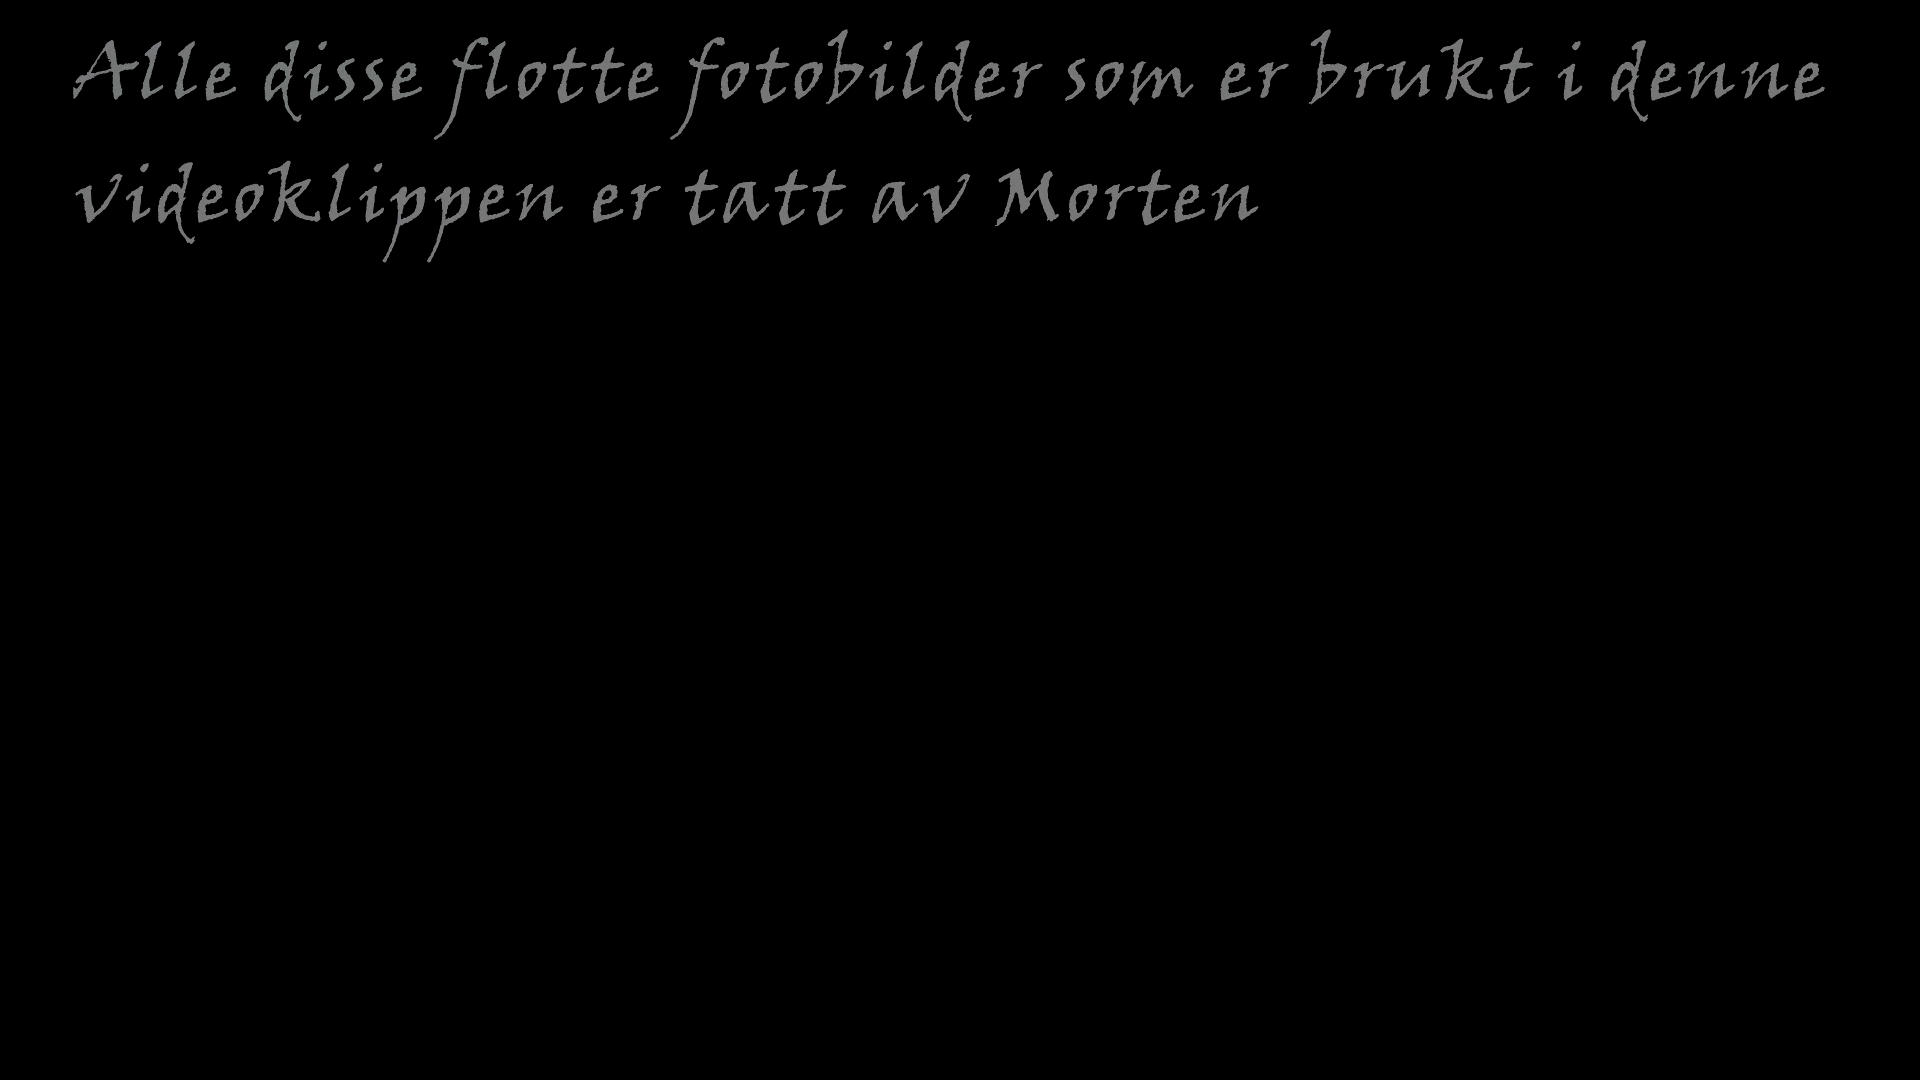 Alle disse flotte fotobilder som er brukt i denne
videoklippen er tatt av Morten